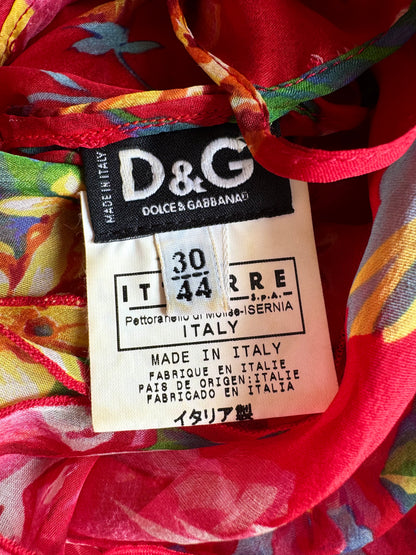 MADE IN ITALY
D&G
DOLCE & GABBANA
30
44
IT RRE
S.p.A.
Pettoranello di Molise-ISERNIA
ITALY
MADE IN ITALY
FABRIQUE EN ITALIE
PAIS DE ORIGEN:ITALIE
FABRICADO EN ITALIA
イタリア製